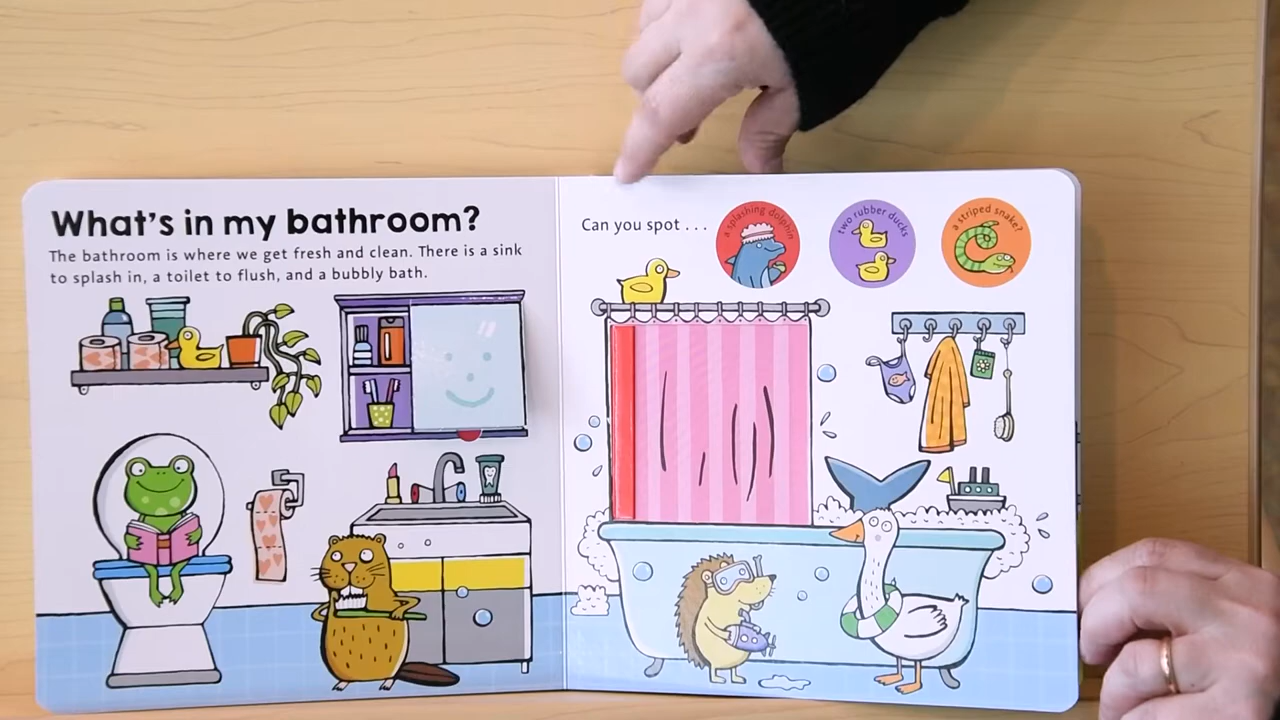 What's in my bathroom?
The bathroom is where we get fresh and clean. There is a sink
to splash in, a toilet to flush, and a bubbly bath.
Can you spot . . .
a splashing dolphin
two rubber ducks
a striped snake?